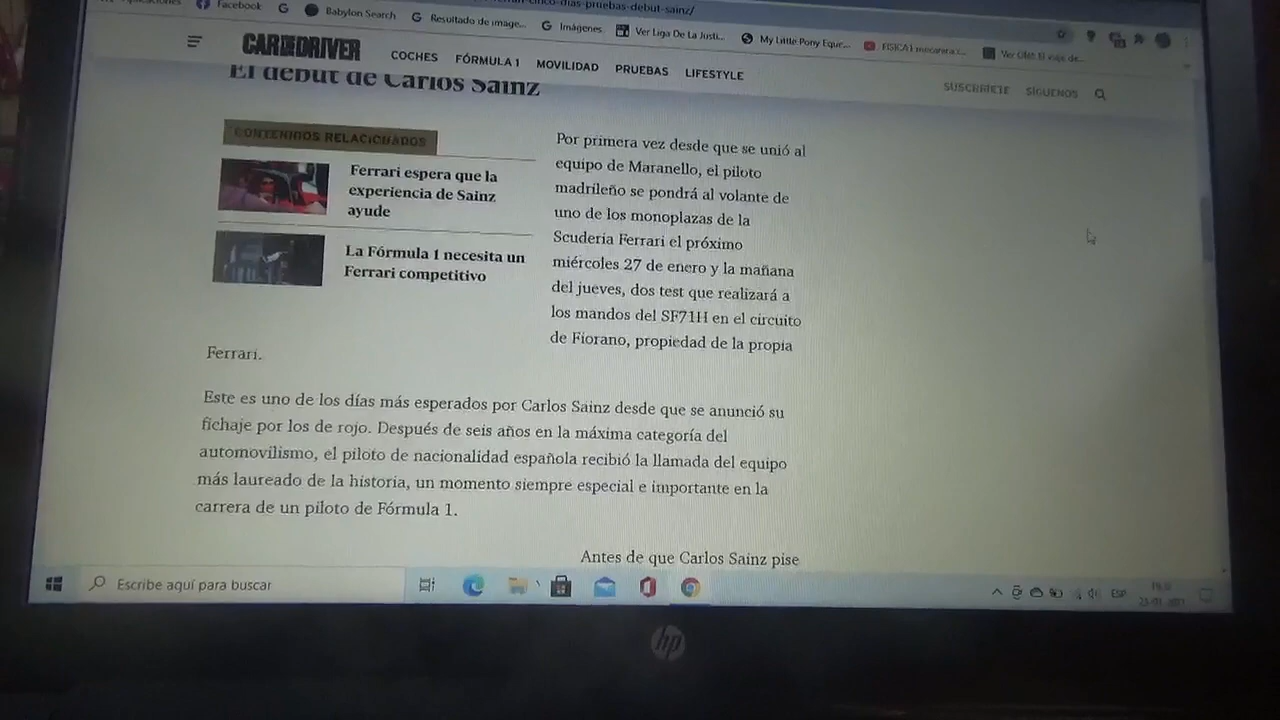 cinco-días-pruebas-debut-sainz/
Facebook
Babylon Search
Resultado de image...
Imágenes
Ver Liga De La Justi...
My Little Pony Eque...
CAR AND DRIVER
COCHES
FÓRMULA 1
MOVILIDAD
PRUEBAS
LIFESTYLE
SUSCRÍBETE
SÍGUENOS
El debut de Carlos Sainz
CONTENIDOS RELACIONADOS
Ferrari espera que la
experiencia de Sainz
ayude
La Fórmula 1 necesita un
Ferrari competitivo
Por primera vez desde que se unió al
equipo de Maranello, el piloto
madrileño se pondrá al volante de
uno de los monoplazas de la
Scuderia Ferrari el próximo
miércoles 27 de enero y la mañana
del jueves, dos test que realizará a
los mandos del SF71H en el circuito
de Fiorano, propiedad de la propia
Ferrari.
Este es uno de los días más esperados por Carlos Sainz desde que se anunció su
fichaje por los de rojo. Después de seis años en la máxima categoría del
automovilismo, el piloto de nacionalidad española recibió la llamada del equipo
más laureado de la historia, un momento siempre especial e importante en la
carrera de un piloto de Fórmula 1.
Antes de que Carlos Sainz pise
Escribe aquí para buscar
ESP
hp